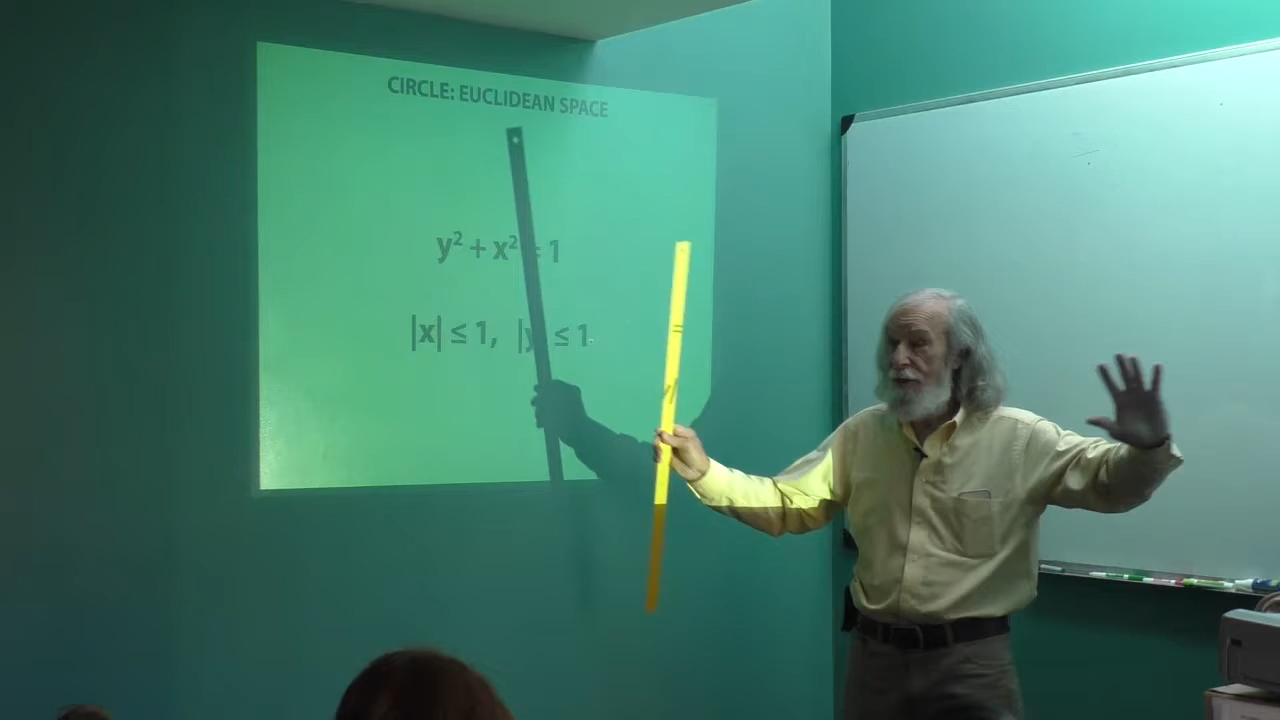 CIRCLE: EUCLIDEAN SPACE
y² + x² = 1
|x| ≤ 1, |y| ≤ 1